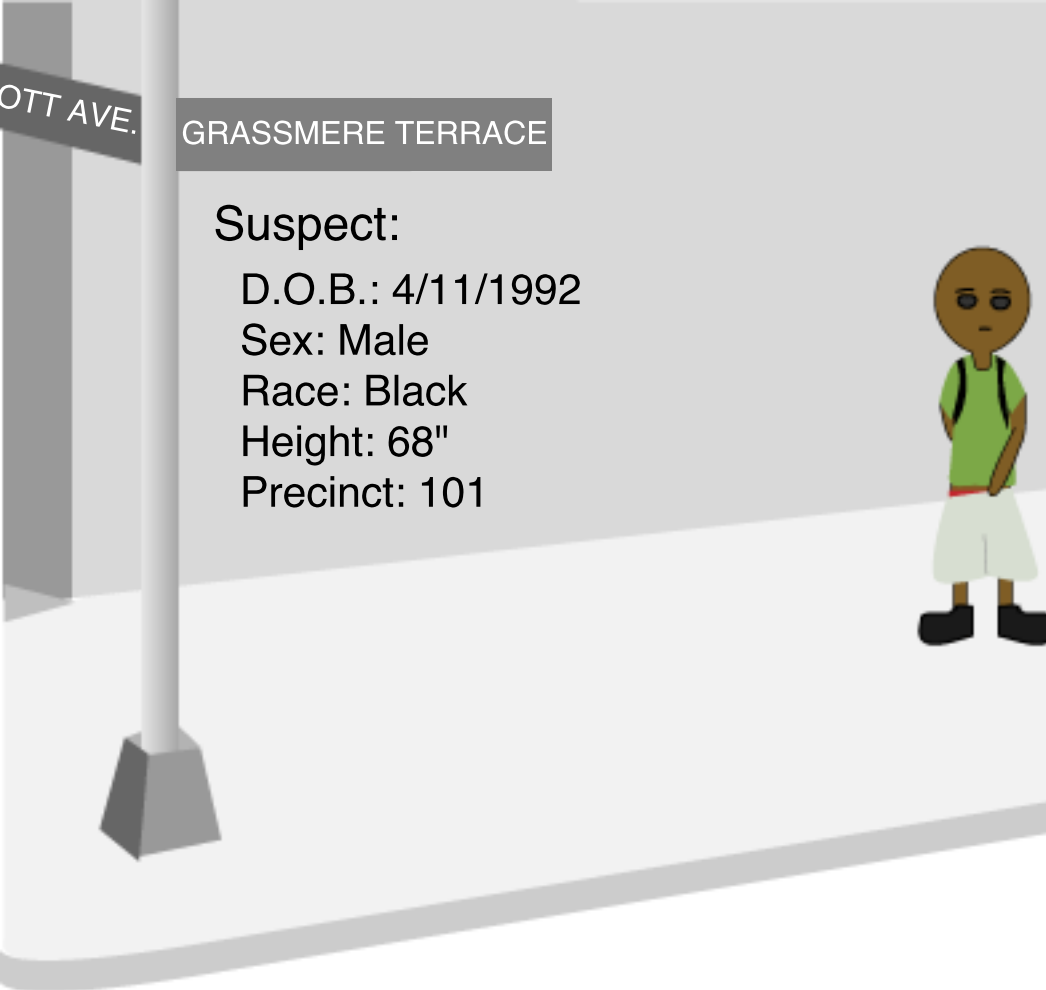 OTT AVE.
GRASSMERE TERRACE
Suspect:
D.O.B.: 4/11/1992
Sex: Male
Race: Black
Height: 68"
Precinct: 101